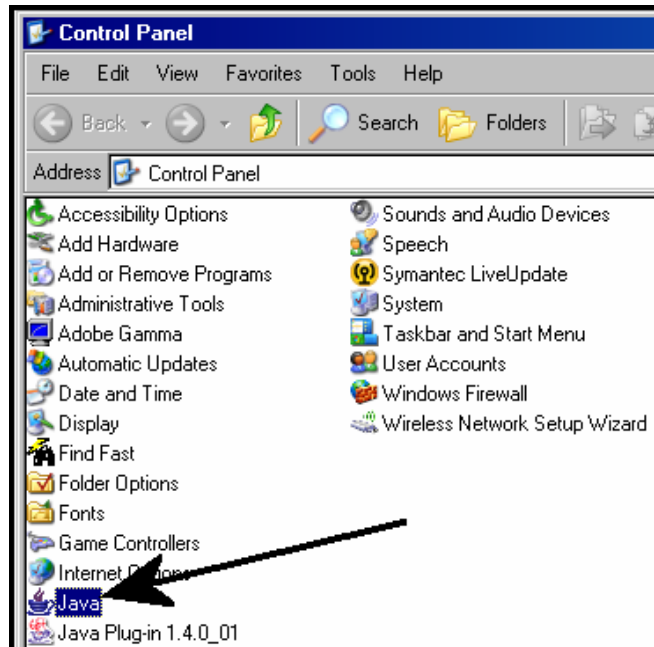 Control Panel
File Edit View Favorites Tools Help
Back Search Folders
Address Control Panel
Accessibility Options
Add Hardware
Add or Remove Programs
Administrative Tools
Adobe Gamma
Automatic Updates
Date and Time
Display
Find Fast
Folder Options
Fonts
Game Controllers
Internet Options
Java
Java Plug-in 1.4.0_01
Sounds and Audio Devices
Speech
Symantec LiveUpdate
System
Taskbar and Start Menu
User Accounts
Windows Firewall
Wireless Network Setup Wizard